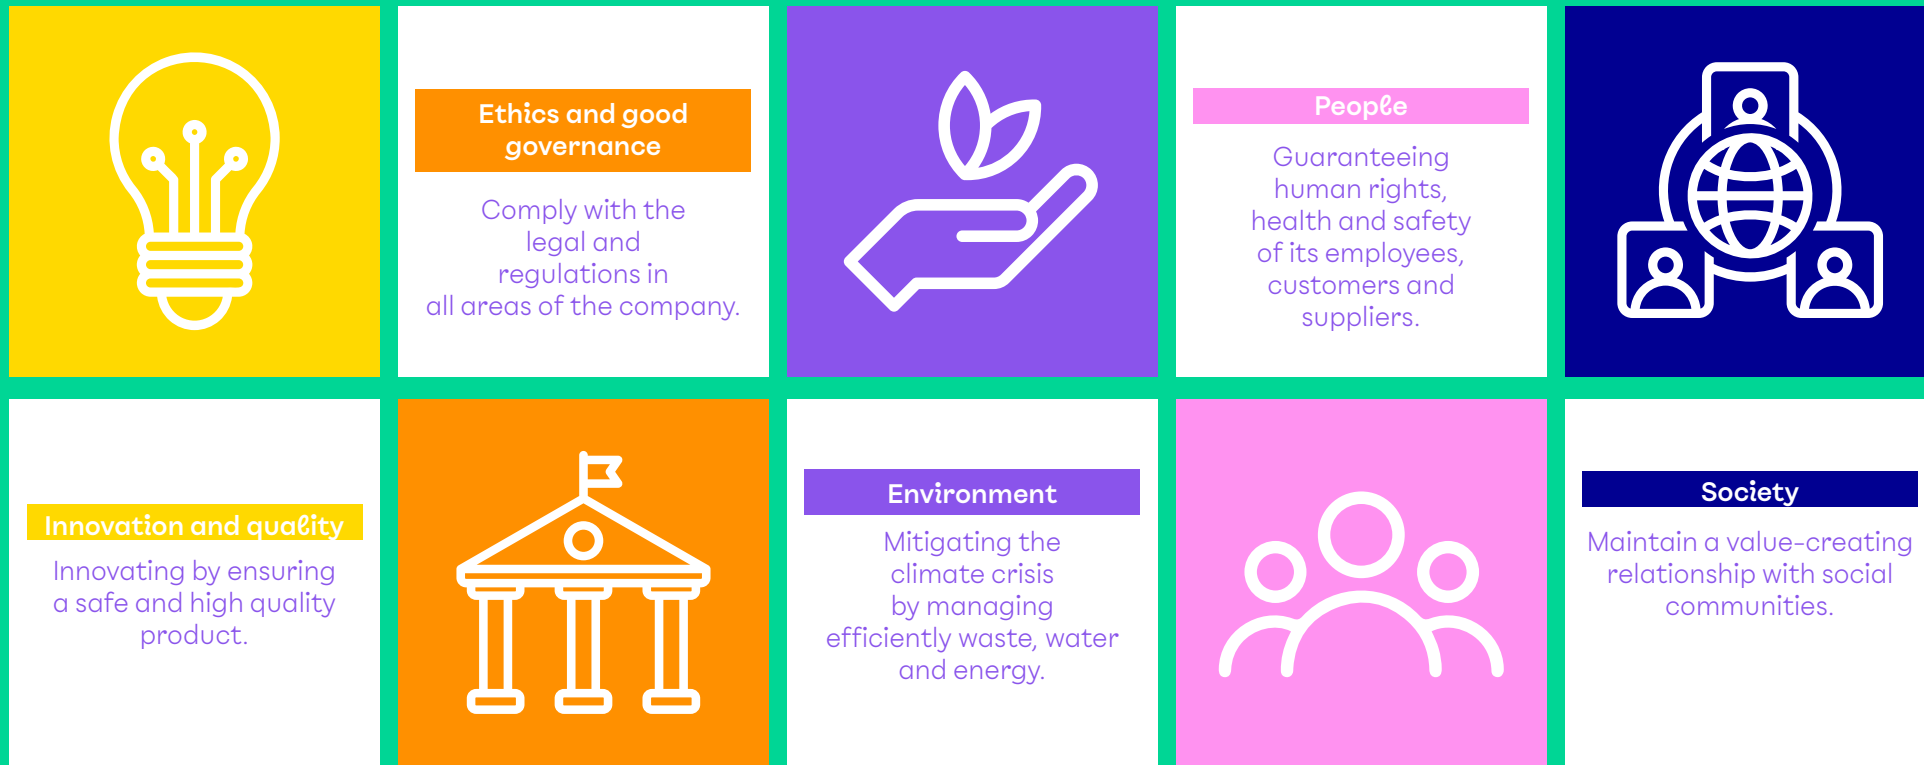 Ethics and good
governance
Comply with the
legal and
regulations in
all areas of the company.
People
Guaranteeing
human rights,
health and safety
of its employees,
customers and
suppliers.
Innovation and quality
Innovating by ensuring
a safe and high quality
product.
Environment
Mitigating the
climate crisis
by managing
efficiently waste, water
and energy.
Society
Maintain a value-creating
relationship with social
communities.